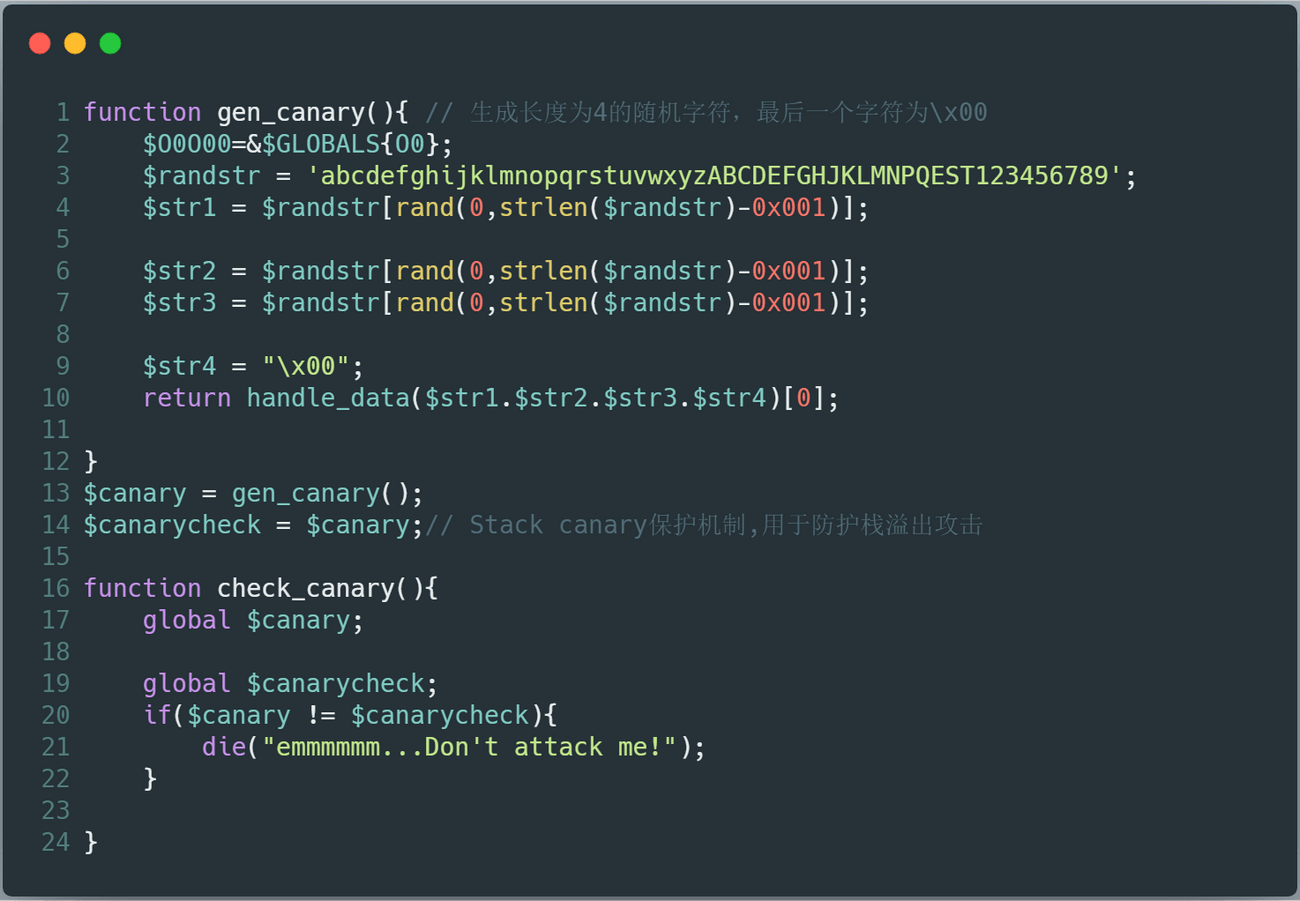 1 function gen_canary(){ // 生成长度为4的随机字符，最后一个字符为\x00
2     $O0O00=&$GLOBALS{O0};
3     $randstr = 'abcdefghijklmnopqrstuvwxyzABCDEFGHJKLMNPQEST123456789';
4     $str1 = $randstr[rand(0,strlen($randstr)-0x001)];
5
6     $str2 = $randstr[rand(0,strlen($randstr)-0x001)];
7     $str3 = $randstr[rand(0,strlen($randstr)-0x001)];
8
9     $str4 = "\x00";
10     return handle_data($str1.$str2.$str3.$str4)[0];
11
12 }
13 $canary = gen_canary();
14 $canarycheck = $canary;// Stack canary保护机制,用于防护栈溢出攻击
15
16 function check_canary(){
17     global $canary;
18
19     global $canarycheck;
20     if($canary != $canarycheck){
21         die("emmmmmm...Don't attack me!");
22     }
23
24 }